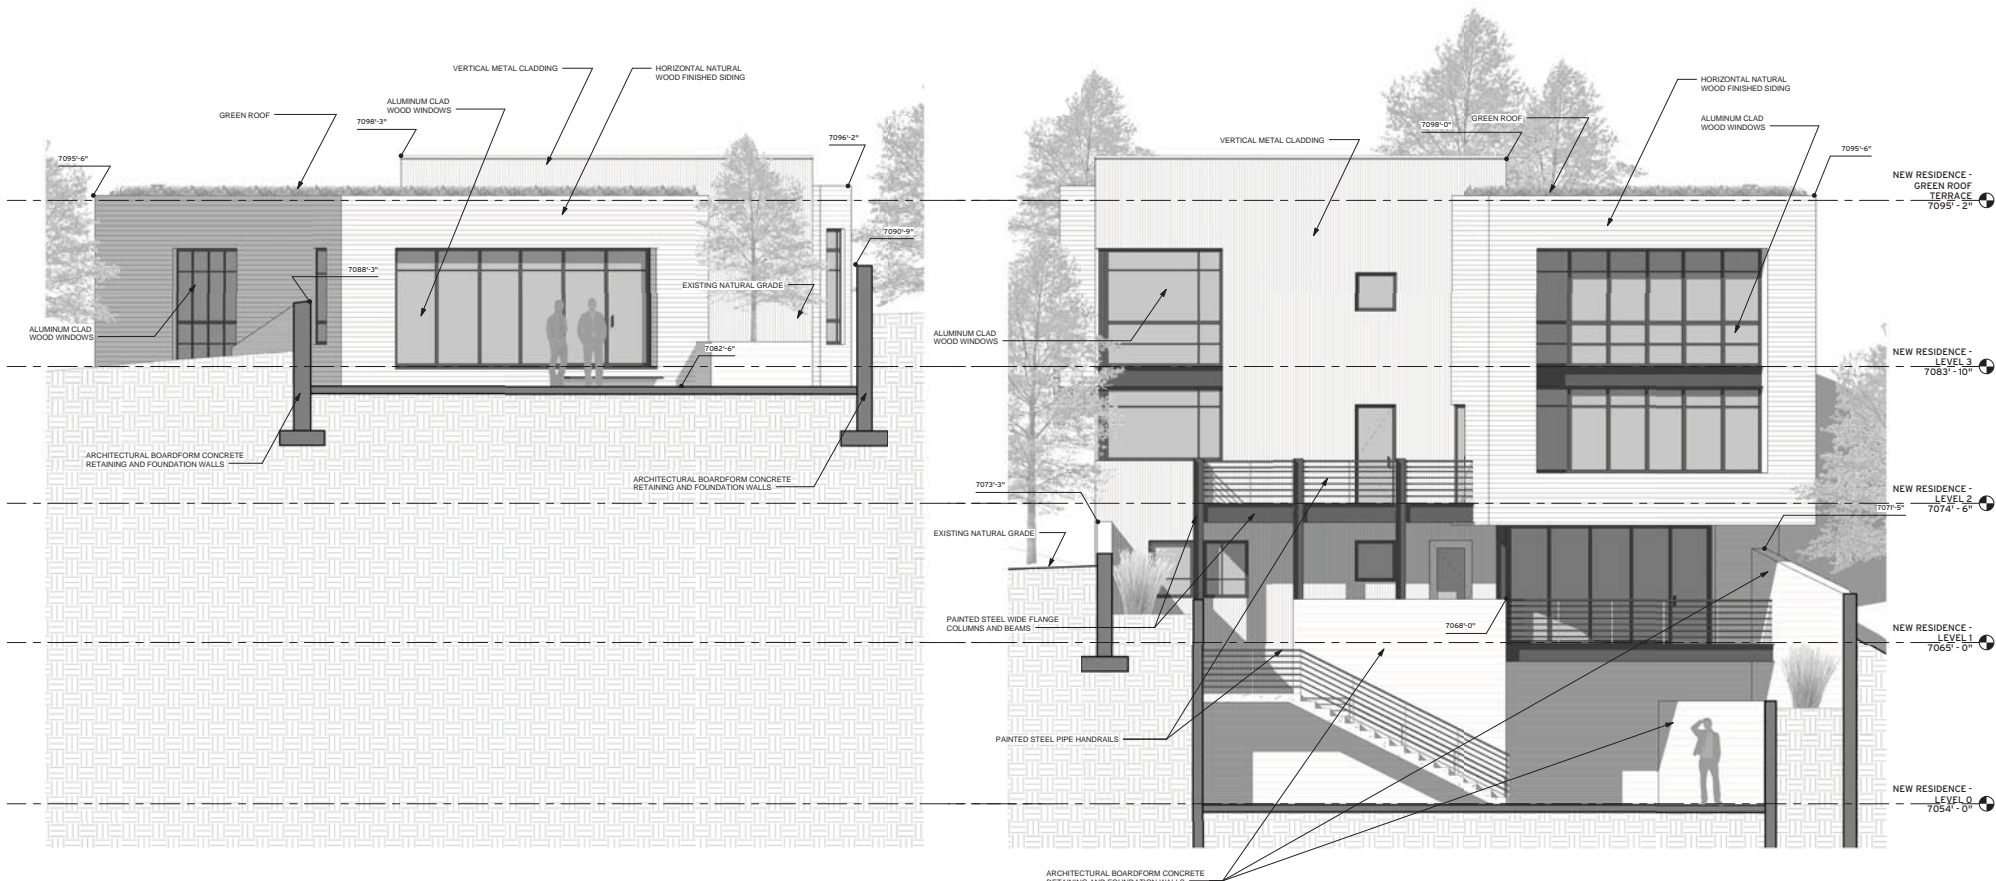 VERTICAL METAL CLADDING
HORIZONTAL NATURAL
WOOD FINISHED SIDING
ALUMINUM CLAD
WOOD WINDOWS
GREEN ROOF
7098'-3"
7096'-2"
7095'-6"
7090'-9"
7088'-3"
EXISTING NATURAL GRADE
ALUMINUM CLAD
WOOD WINDOWS
7082'-6"
ARCHITECTURAL BOARDFORM CONCRETE
RETAINING AND FOUNDATION WALLS
ARCHITECTURAL BOARDFORM CONCRETE
RETAINING AND FOUNDATION WALLS
HORIZONTAL NATURAL
WOOD FINISHED SIDING
GREEN ROOF
7098'-0"
ALUMINUM CLAD
WOOD WINDOWS
VERTICAL METAL CLADDING
7095'-6"
NEW RESIDENCE -
GREEN ROOF
TERRACE
7095' - 2"
ALUMINUM CLAD
WOOD WINDOWS
NEW RESIDENCE -
LEVEL 3
7083' - 10"
7073'-3"
NEW RESIDENCE -
LEVEL 2
7074' - 6"
7071'-5"
EXISTING NATURAL GRADE
PAINTED STEEL WIDE FLANGE
COLUMNS AND BEAMS
7068'-0"
NEW RESIDENCE -
LEVEL 1
7065' - 0"
PAINTED STEEL PIPE HANDRAILS
NEW RESIDENCE -
LEVEL 0
7054' - 0"
ARCHITECTURAL BOARDFORM CONCRETE